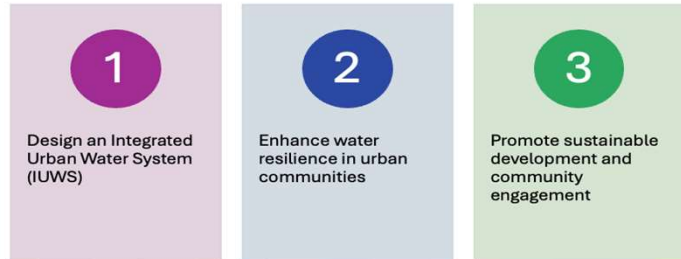 1
Design an Integrated
Urban Water System
(IUWS)
2
Enhance water
resilience in urban
communities
3
Promote sustainable
development and
community
engagement